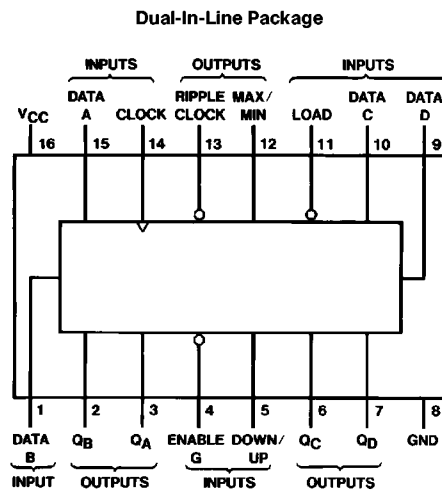 Dual-In-Line Package
INPUTS OUTPUTS INPUTS
DATA RIPPLE MAX/ DATA DATA
VCC A CLOCK CLOCK MIN LOAD C D
16 15 14 13 12 11 10 9
1 2 3 4 5 6 7 8
DATA QB QA ENABLE DOWN/ QC QD GND
B G UP
INPUT OUTPUTS INPUTS OUTPUTS